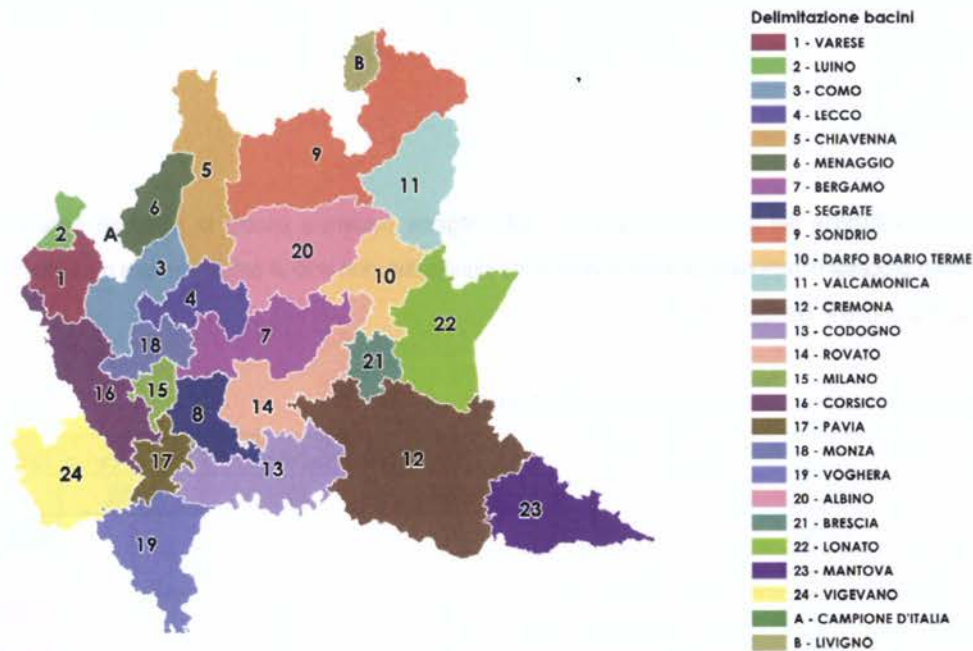 Delimitazione bacini
1 - VARESE
2 - LUINO
3 - COMO
4 - LECCO
5 - CHIAVENNA
6 - MENAGGIO
7 - BERGAMO
8 - SEGRATE
9 - SONDRIO
10 - DARFO BOARIO TERME
11 - VALCAMONICA
12 - CREMONA
13 - CODOGNO
14 - ROVATO
15 - MILANO
16 - CORSICO
17 - PAVIA
18 - MONZA
19 - VOGHERA
20 - ALBINO
21 - BRESCIA
22 - LONATO
23 - MANTOVA
24 - VIGEVANO
A - CAMPIONE D'ITALIA
B - LIVIGNO
B
9
5
11
6
2
A
20
3
1
10
4
22
7
18
21
15
16
8
14
12
17
13
24
23
19